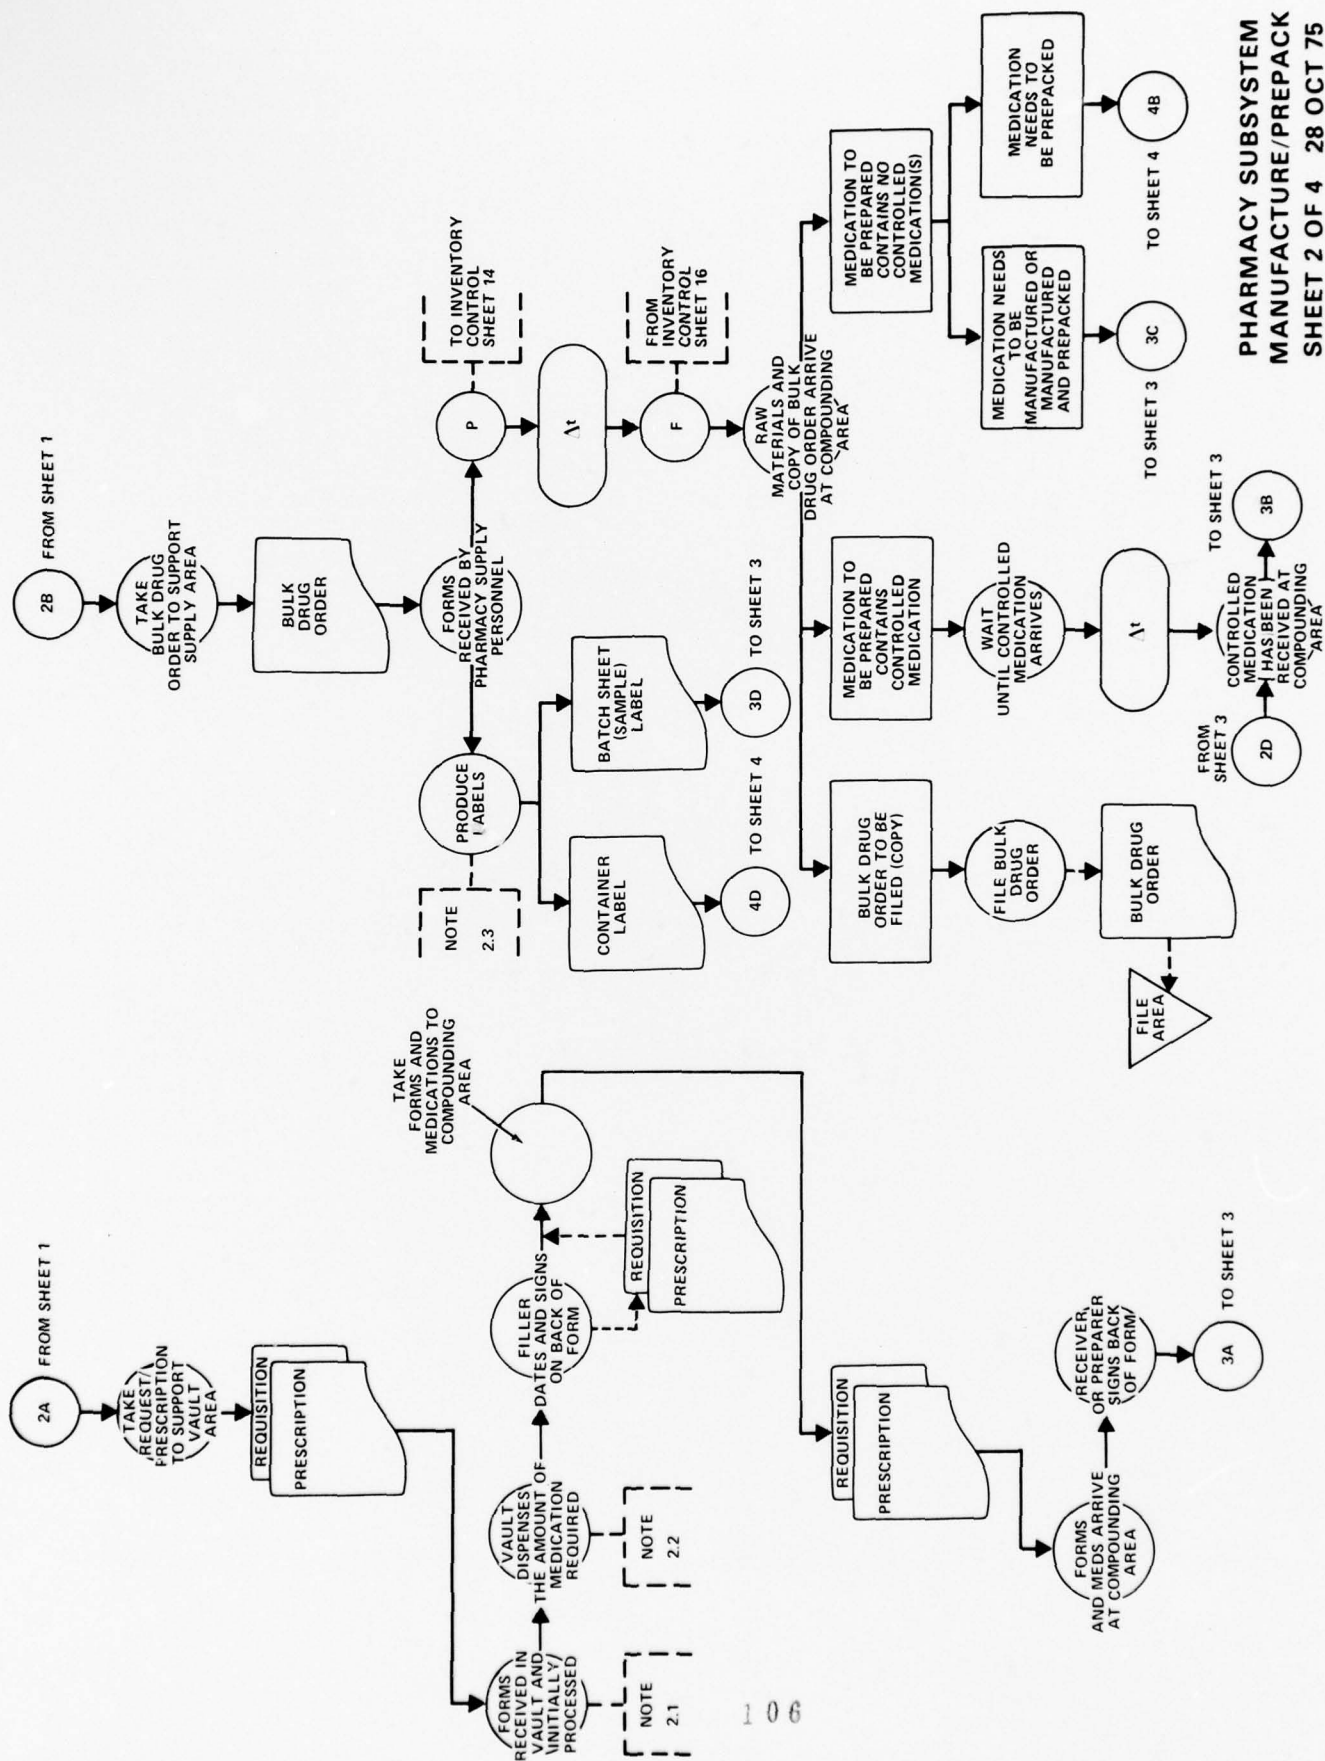 2A
FROM SHEET 1
TAKE
REQUEST/
PRESCRIPTION
TO SUPPORT
VAULT
AREA
REQUISITION
PRESCRIPTION
FORMS
RECEIVED IN
VAULT AND
INITIALLY
PROCESSED
NOTE
2.1
VAULT
DISPENSES
THE AMOUNT OF
MEDICATION
REQUIRED
NOTE
2.2
FILLER
DATES AND SIGNS
ON BACK OF
FORM
REQUISITION
PRESCRIPTION
TAKE
FORMS AND
MEDICATIONS TO
COMPOUNDING
AREA
REQUISITION
PRESCRIPTION
FORMS
AND MEDS ARRIVE
AT COMPOUNDING
AREA
RECEIVER
OR PREPARER
SIGNS BACK
OF FORM
3A
TO SHEET 3
2B
FROM SHEET 1
TAKE
BULK DRUG
ORDER TO SUPPORT
SUPPLY AREA
BULK
DRUG
ORDER
FORMS
RECEIVED BY
PHARMACY SUPPLY
PERSONNEL
PRODUCE
LABELS
NOTE
2.3
CONTAINER
LABEL
4D
TO SHEET 4
BATCH SHEET
(SAMPLE)
LABEL
3D
TO SHEET 3
P
TO INVENTORY
CONTROL
SHEET 14
Δt
F
FROM
INVENTORY
CONTROL
SHEET 16
RAW
MATERIALS AND
COPY OF BULK
DRUG ORDER ARRIVE
AT COMPOUNDING
AREA
BULK DRUG
ORDER TO BE
FILED (COPY)
FILE BULK
DRUG
ORDER
BULK DRUG
ORDER
FILE
AREA
MEDICATION TO
BE PREPARED
CONTAINS
CONTROLLED
MEDICATION
WAIT
UNTIL CONTROLLED
MEDICATION
ARRIVES
Δt
FROM
SHEET 3
2D
CONTROLLED
MEDICATION
HAS BEEN
RECEIVED AT
COMPOUNDING
AREA
TO SHEET 3
3B
MEDICATION TO
BE PREPARED
CONTAINS NO
CONTROLLED
MEDICATION(S)
MEDICATION NEEDS
TO BE
MANUFACTURED OR
MANUFACTURED
AND PREPACKED
3C
TO SHEET 3
MEDICATION
NEEDS TO
BE PREPACKED
4B
TO SHEET 4
PHARMACY SUBSYSTEM
MANUFACTURE/PREPACK
SHEET 2 OF 4 28 OCT 75
106